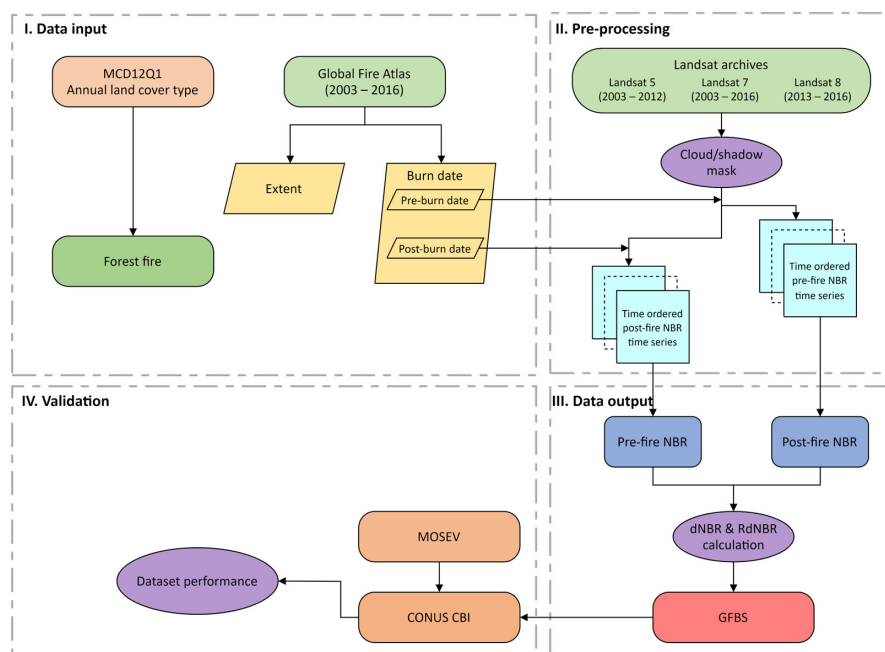 I. Data input
MCD12Q1
Annual land cover type
Global Fire Atlas
(2003 – 2016)
Extent
Burn date
Pre-burn date
Post-burn date
Forest fire
II. Pre-processing
Landsat archives
Landsat 5
(2003 – 2012)
Landsat 7
(2003 – 2016)
Landsat 8
(2013 – 2016)
Cloud/shadow
mask
Time ordered
pre-fire NBR
time series
Time ordered
post-fire NBR
time series
III. Data output
Pre-fire NBR
Post-fire NBR
dNBR & RdNBR
calculation
GFBS
IV. Validation
MOSEV
CONUS CBI
Dataset performance